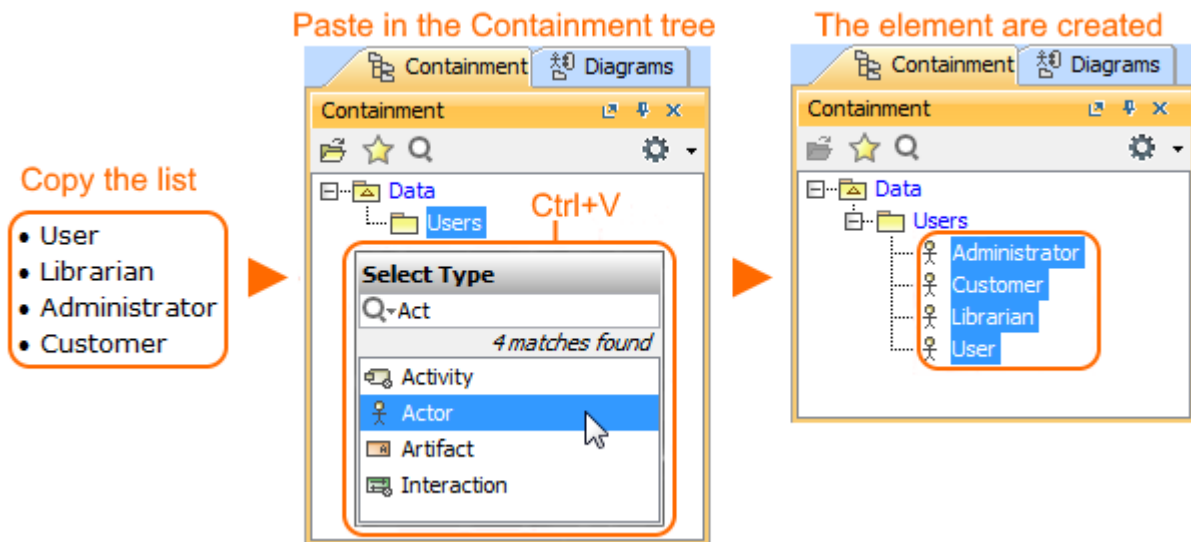 Copy the list
• User
• Librarian
• Administrator
• Customer
Paste in the Containment tree
Containment
Diagrams
Containment
Data
Users
Ctrl+V
Select Type
Act
4 matches found
Activity
Actor
Artifact
Interaction
The element are created
Containment
Diagrams
Containment
Data
Users
Administrator
Customer
Librarian
User